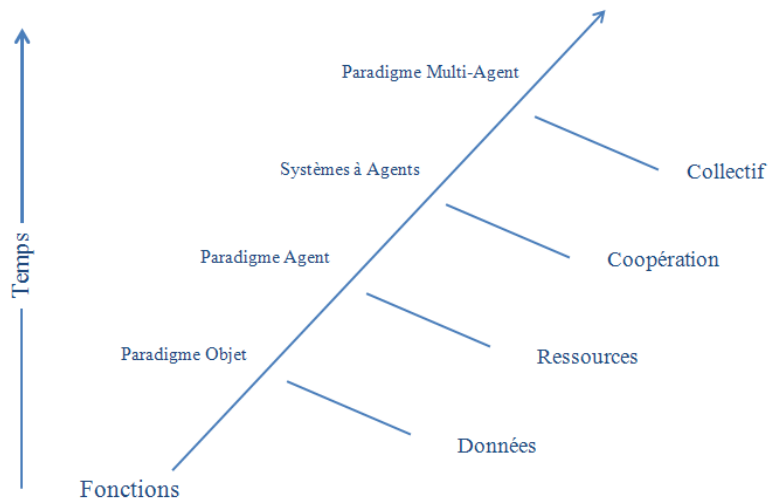 Paradigme Multi-Agent
Systèmes à Agents
Collectif
Paradigme Agent
Coopération
Temps
Paradigme Objet
Ressources
Données
Fonctions